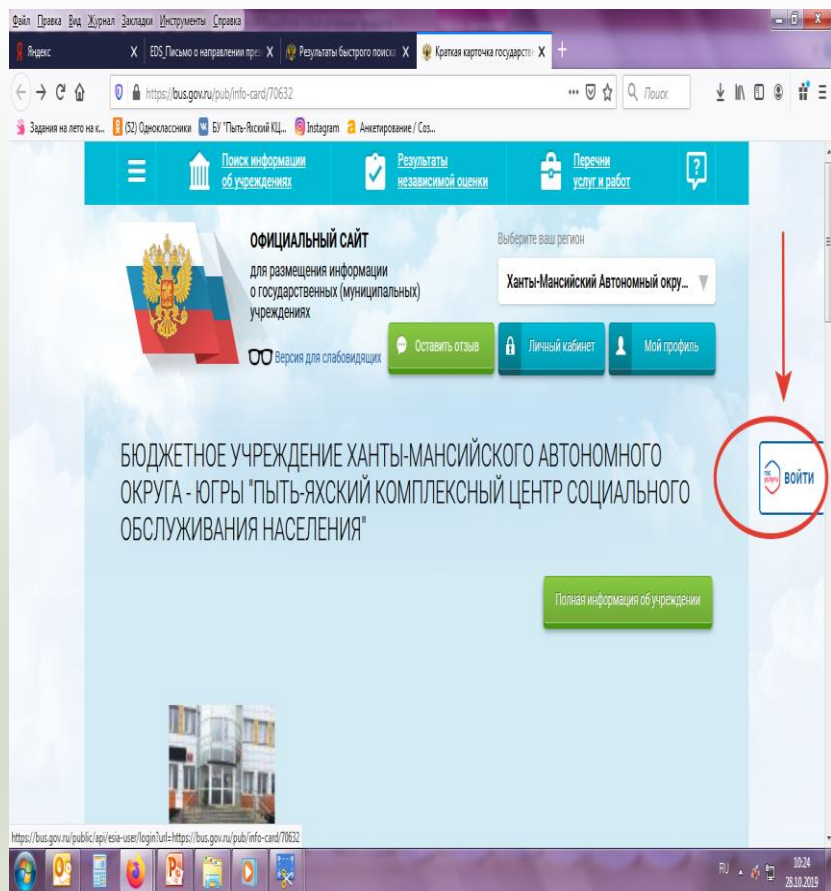 Файл Правка Вид Журнал Закладки Инструменты Справка
Яндекс X EDS_Письмо о направлении през X Результаты быстрого поиска X Краткая карточка государстве X +
https://bus.gov.ru/pub/info-card/70632 Поиск
Задания на лето на к... (52) Одноклассники БУ "Пыть-Яхский КЦ... Instagram Анкетирование / Соз...
Поиск информации Результаты Перечни
об учреждениях независимой оценки услуг и работ ?
ОФИЦИАЛЬНЫЙ САЙТ
для размещения информации
о государственных (муниципальных)
учреждениях
Версия для слабовидящих
Выберите ваш регион
Ханты-Мансийский Автономный окру...
Оставить отзыв Личный кабинет Мой профиль
БЮДЖЕТНОЕ УЧРЕЖДЕНИЕ ХАНТЫ-МАНСИЙСКОГО АВТОНОМНОГО
ОКРУГА - ЮГРЫ "ПЫТЬ-ЯХСКИЙ КОМПЛЕКСНЫЙ ЦЕНТР СОЦИАЛЬНОГО
ОБСЛУЖИВАНИЯ НАСЕЛЕНИЯ"
гос
услуги ВОЙТИ
Полная информация об учреждении
https://bus.gov.ru/public/api/esia-user/login?url=https://bus.gov.ru/pub/info-card/70632
RU 10:24
28.10.2019